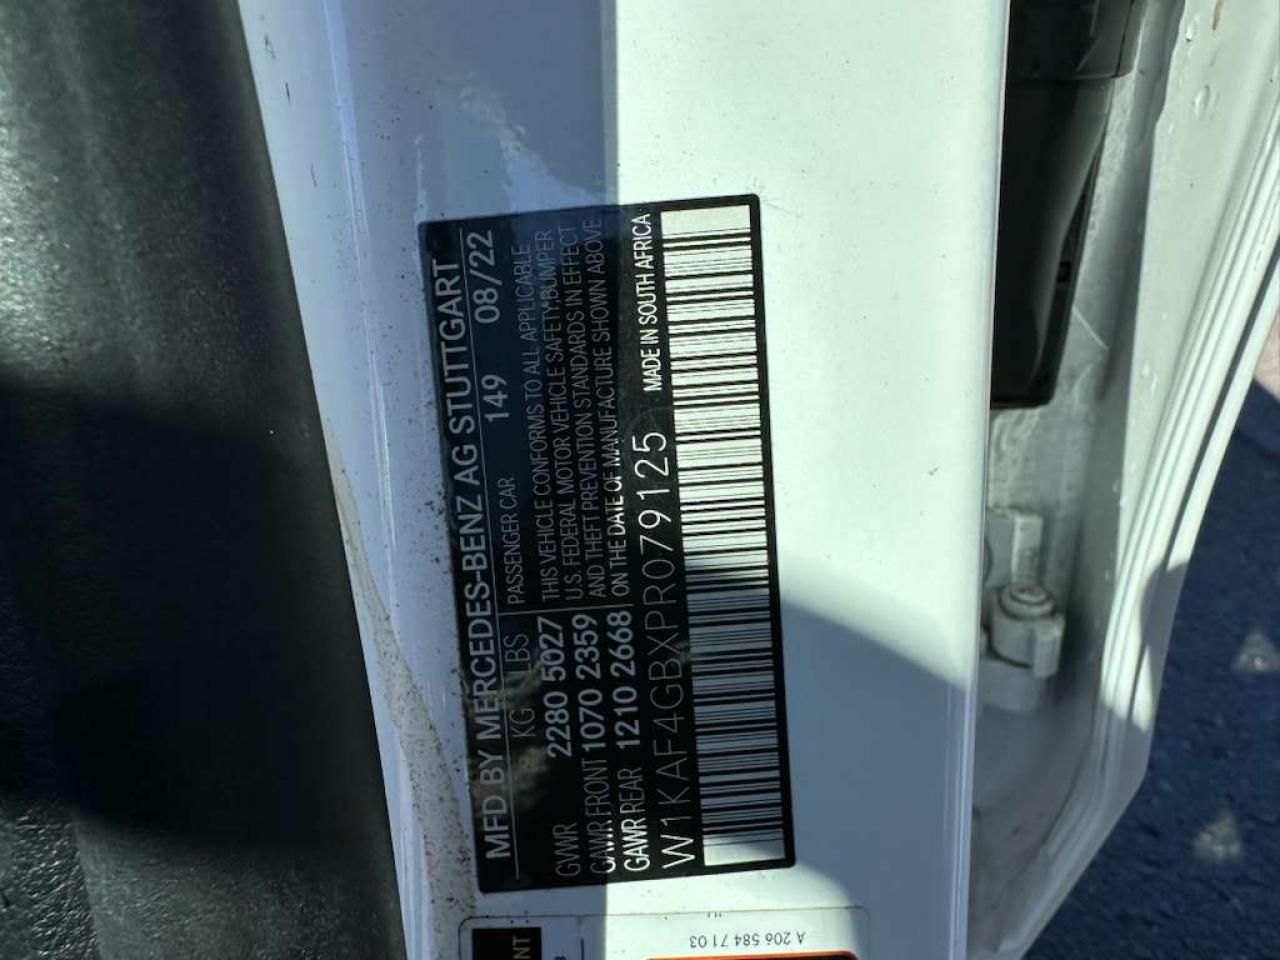 MFD BY MERCEDES-BENZ AG STUTTGART
KG LBS PASSENGER CAR 149 08/22
GVWR 2280 5027
GAWR FRONT 1070 2359
GAWR REAR 1210 2668
THIS VEHICLE CONFORMS TO ALL APPLICABLE
U.S. FEDERAL MOTOR VEHICLE SAFETY,BUMPER
AND THEFT PREVENTION STANDARDS IN EFFECT
ON THE DATE OF MANUFACTURE SHOWN ABOVE.
W1KAF4GBXPR079125 MADE IN SOUTH AFRICA
A 206 584 71 03